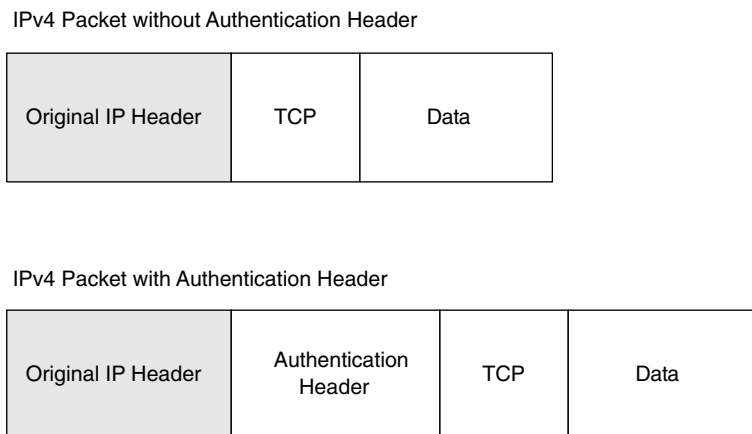 IPv4 Packet without Authentication Header
Original IP Header
TCP
Data
IPv4 Packet with Authentication Header
Original IP Header
Authentication
Header
TCP
Data